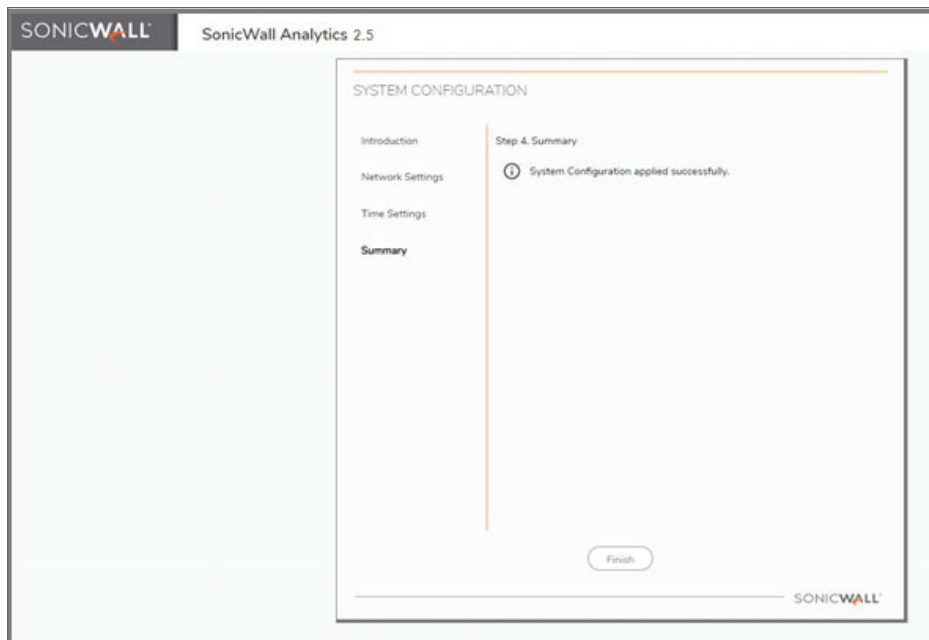 SONICWALL
SonicWall Analytics 2.5
SYSTEM CONFIGURATION
Introduction
Network Settings
Time Settings
Summary
Step 4. Summary
System Configuration applied successfully.
Finish
SONICWALL